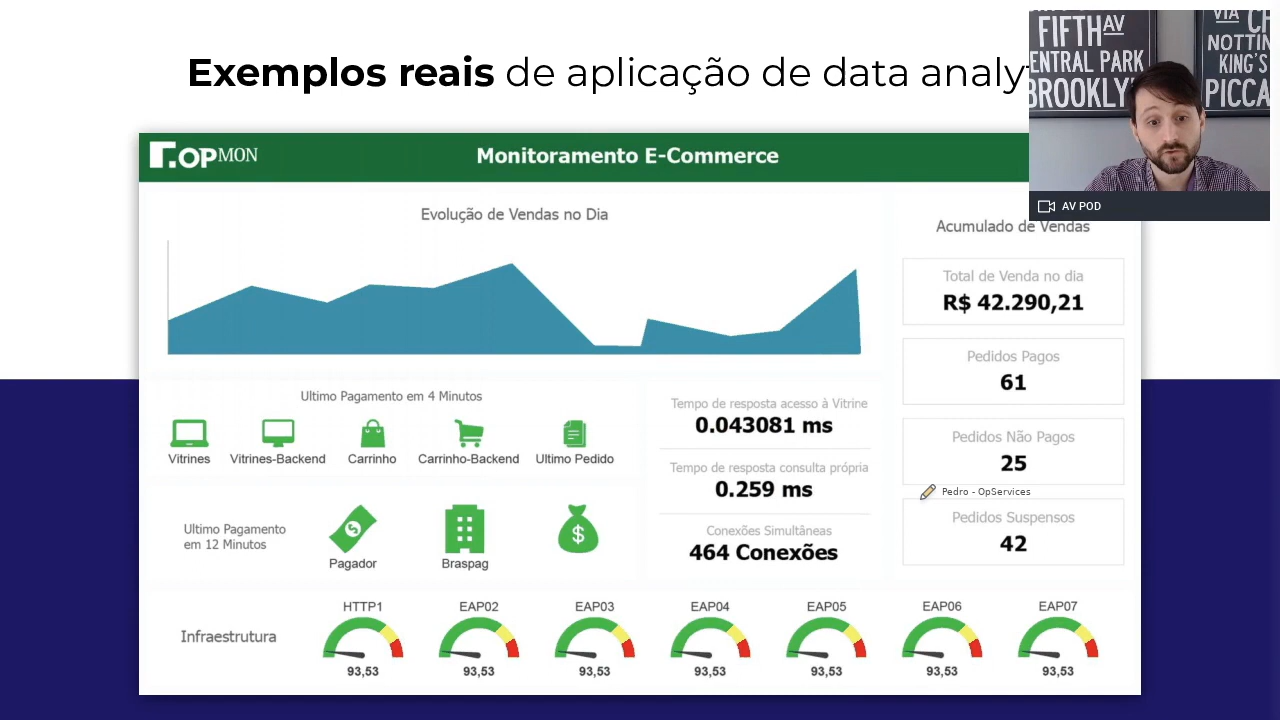 Exemplos reais de aplicação de data analy
FIFTH AV
CENTRAL PARK
BROOKLY
VIA
NOTTIN
KING'S
PICCA
AV POD
OPMON
Monitoramento E-Commerce
Evolução de Vendas no Dia
Acumulado de Vendas
Total de Venda no dia
R$ 42.290,21
Pedidos Pagos
61
Pedidos Não Pagos
25
Pedro - OpServices
Pedidos Suspensos
42
Ultimo Pagamento em 4 Minutos
Vitrines
Vitrines-Backend
Carrinho
Carrinho-Backend
Ultimo Pedido
Tempo de resposta acesso à Vitrine
0.043081 ms
Tempo de resposta consulta própria
0.259 ms
Conexões Simultâneas
464 Conexões
Ultimo Pagamento
em 12 Minutos
Pagador
Braspag
Infraestrutura
HTTP1
93,53
EAP02
93,53
EAP03
93,53
EAP04
93,53
EAP05
93,53
EAP06
93,53
EAP07
93,53